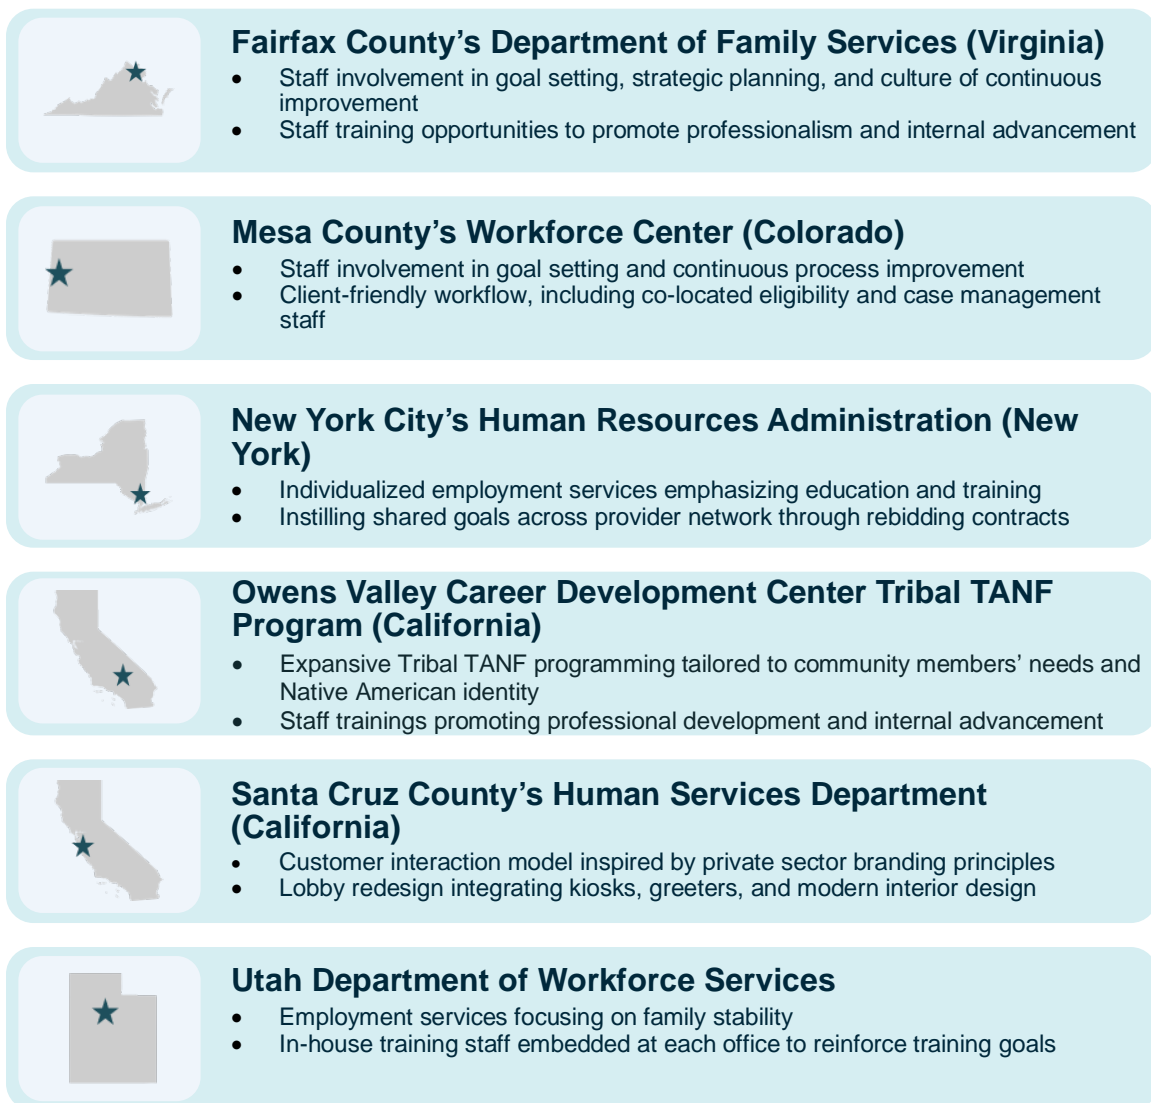 Fairfax County’s Department of Family Services (Virginia)
• Staff involvement in goal setting, strategic planning, and culture of continuous
improvement
• Staff training opportunities to promote professionalism and internal advancement
Mesa County’s Workforce Center (Colorado)
• Staff involvement in goal setting and continuous process improvement
• Client-friendly workflow, including co-located eligibility and case management
staff
New York City’s Human Resources Administration (New
York)
• Individualized employment services emphasizing education and training
• Instilling shared goals across provider network through rebidding contracts
Owens Valley Career Development Center Tribal TANF
Program (California)
• Expansive Tribal TANF programming tailored to community members’ needs and
Native American identity
• Staff trainings promoting professional development and internal advancement
Santa Cruz County’s Human Services Department
(California)
• Customer interaction model inspired by private sector branding principles
• Lobby redesign integrating kiosks, greeters, and modern interior design
Utah Department of Workforce Services
• Employment services focusing on family stability
• In-house training staff embedded at each office to reinforce training goals